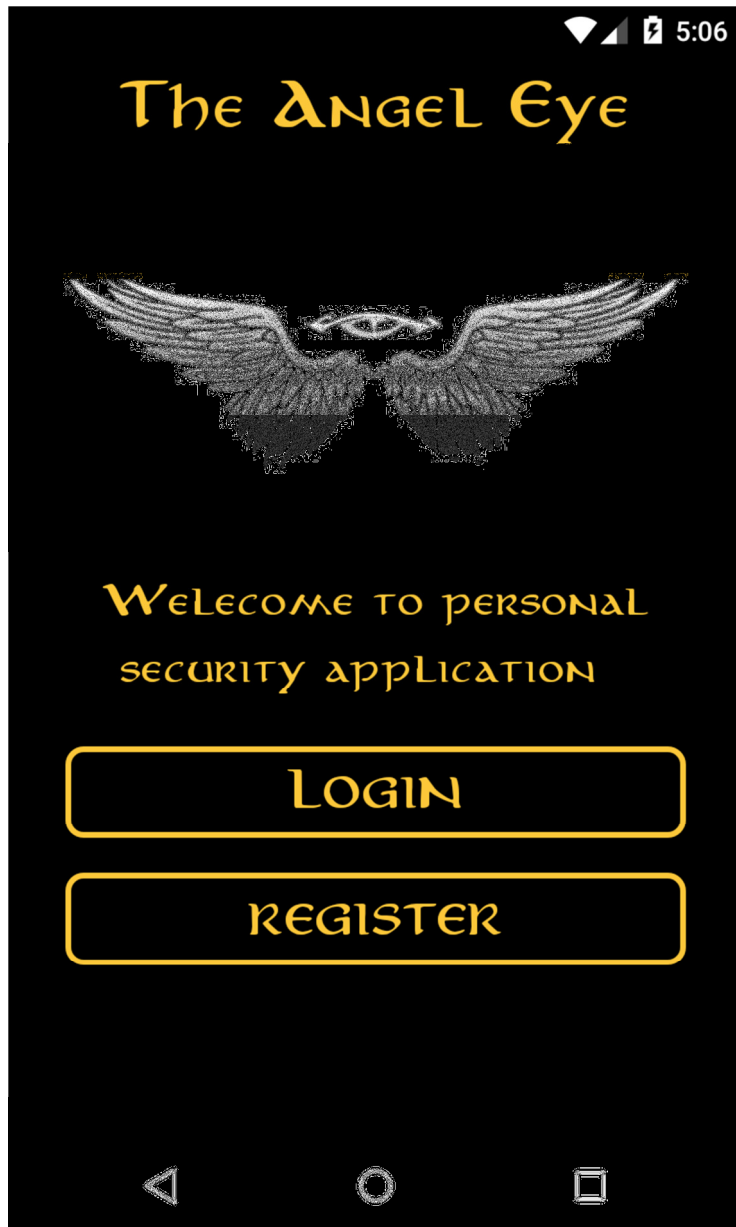 5:06
The Angel Eye
Welecome to personal
security application
Login
register